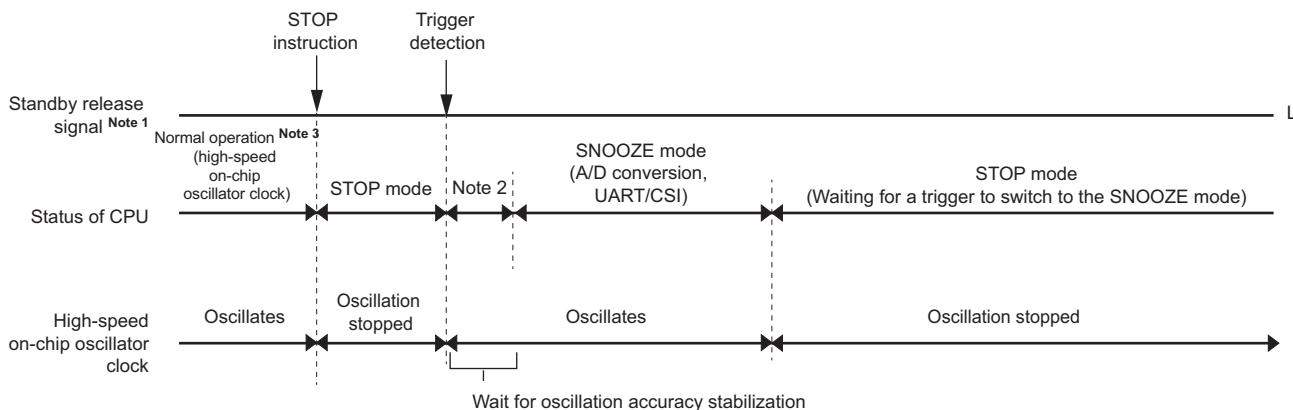 STOP
instruction
Trigger
detection
Standby release
signal Note 1
L
Normal operation Note 3
(high-speed
on-chip
oscillator clock)
STOP mode
Note 2
SNOOZE mode
(A/D conversion,
UART/CSI)
STOP mode
(Waiting for a trigger to switch to the SNOOZE mode)
Status of CPU
High-speed
on-chip oscillator
clock
Oscillates
Oscillation
stopped
Oscillates
Oscillation stopped
Wait for oscillation accuracy stabilization